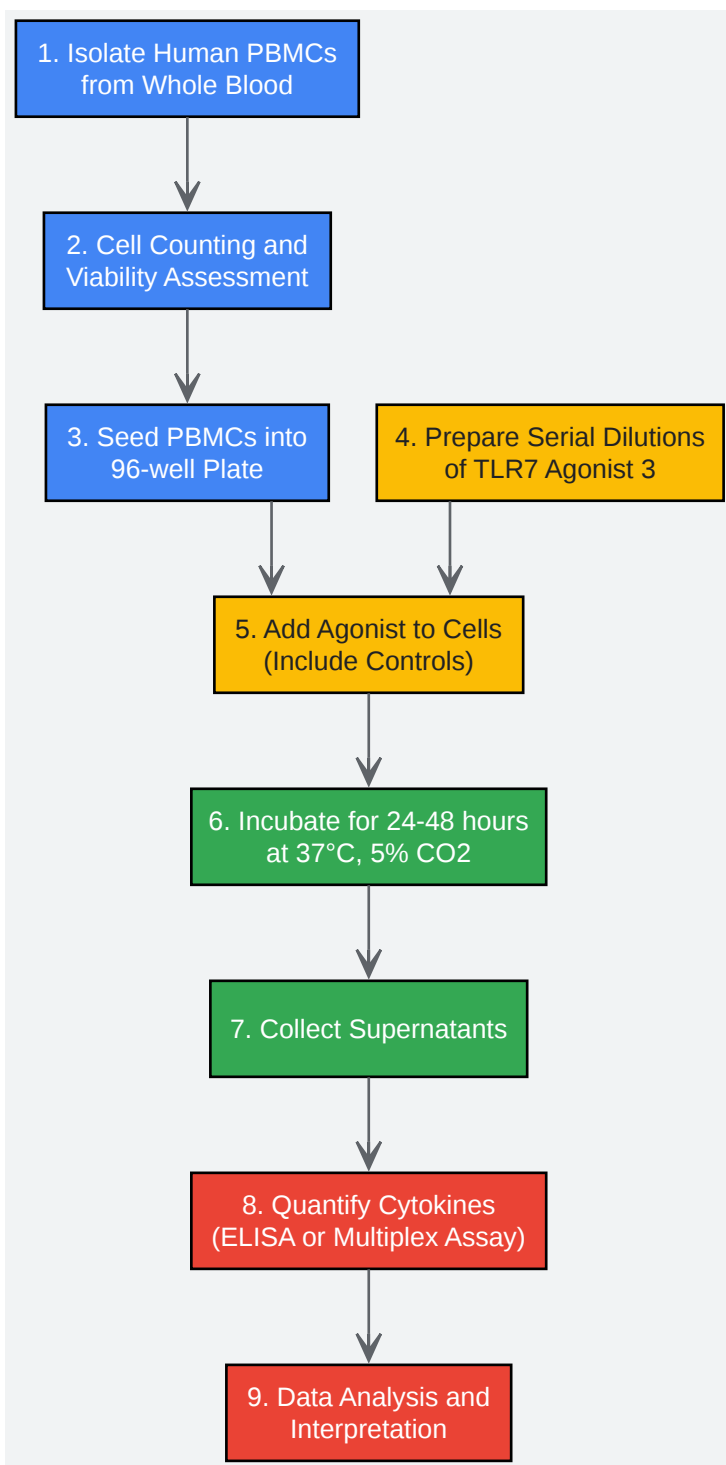 1. Isolate Human PBMCs
from Whole Blood
2. Cell Counting and
Viability Assessment
3. Seed PBMCs into
96-well Plate
4. Prepare Serial Dilutions
of TLR7 Agonist 3
5. Add Agonist to Cells
(Include Controls)
6. Incubate for 24-48 hours
at 37°C, 5% CO2
7. Collect Supernatants
8. Quantify Cytokines
(ELISA or Multiplex Assay)
9. Data Analysis and
Interpretation